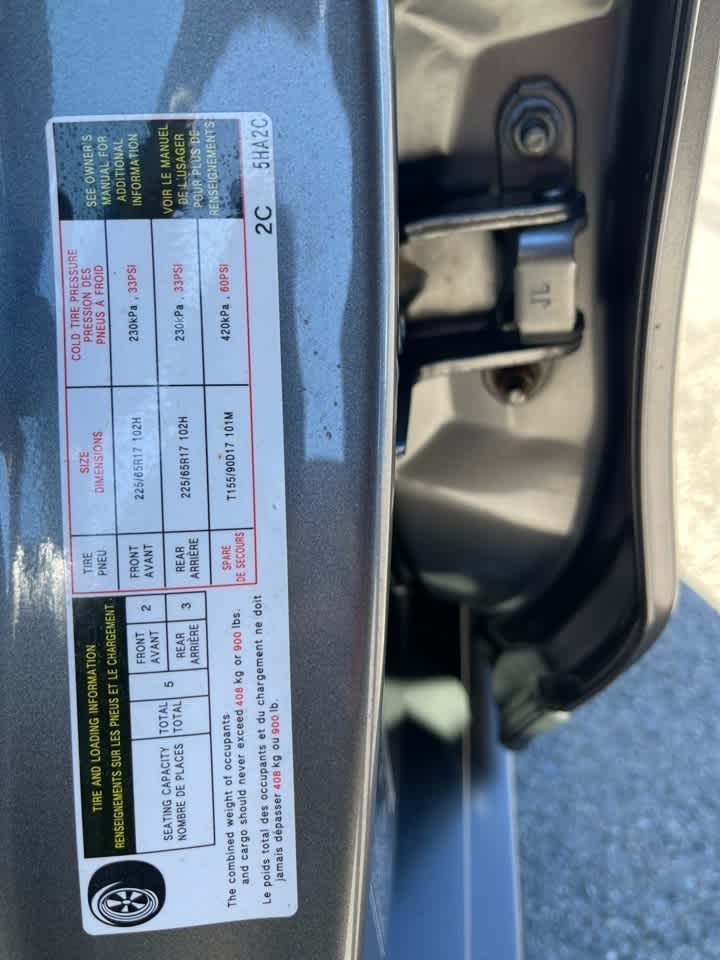 TIRE AND LOADING INFORMATION
RENSEIGNEMENTS SUR LES PNEUS ET LE CHARGEMENT
SEATING CAPACITY
NOMBRE DE PLACES
TOTAL
TOTAL
5
FRONT
AVANT
2
REAR
ARRIÈRE
3
The combined weight of occupants
and cargo should never exceed 408 kg or 900 lbs.
Le poids total des occupants et du chargement ne doit
jamais dépasser 408 kg ou 900 lb.
TIRE
PNEU
SIZE
DIMENSIONS
COLD TIRE PRESSURE
PRESSION DES
PNEUS À FROID
FRONT
AVANT
225/65R17 102H
230kPa , 33PSI
REAR
ARRIÈRE
225/65R17 102H
230kPa , 33PSI
SPARE
DE SECOURS
T155/90D17 101M
420kPa , 60PSI
SEE OWNER'S
MANUAL FOR
ADDITIONAL
INFORMATION
VOIR LE MANUEL
DE L'USAGER
POUR PLUS DE
RENSEIGNEMENTS
2C
5HA2C
JL